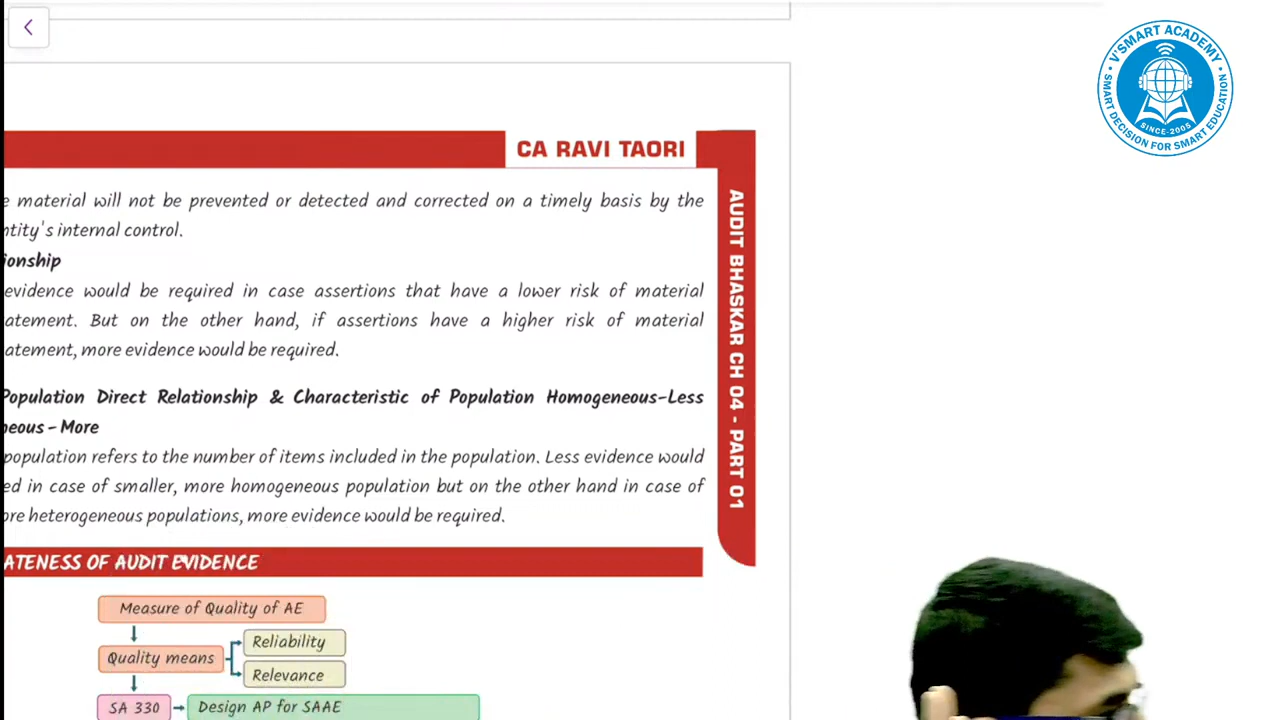 V'SMART ACADEMY
SMART DECISION FOR SMART EDUCATION
SINCE-2005
CA RAVI TAORI
AUDIT BHASKAR CH 04 - PART 01
e material will not be prevented or detected and corrected on a timely basis by the
ntity's internal control.
ionship
evidence would be required in case assertions that have a lower risk of material
atement. But on the other hand, if assertions have a higher risk of material
atement, more evidence would be required.
Population Direct Relationship & Characteristic of Population Homogeneous-Less
neous - More
population refers to the number of items included in the population. Less evidence would
ed in case of smaller, more homogeneous population but on the other hand in case of
ore heterogeneous populations, more evidence would be required.
ATENESS OF AUDIT EVIDENCE
Measure of Quality of AE
Quality means
Reliability
Relevance
SA 330
Design AP for SAAE